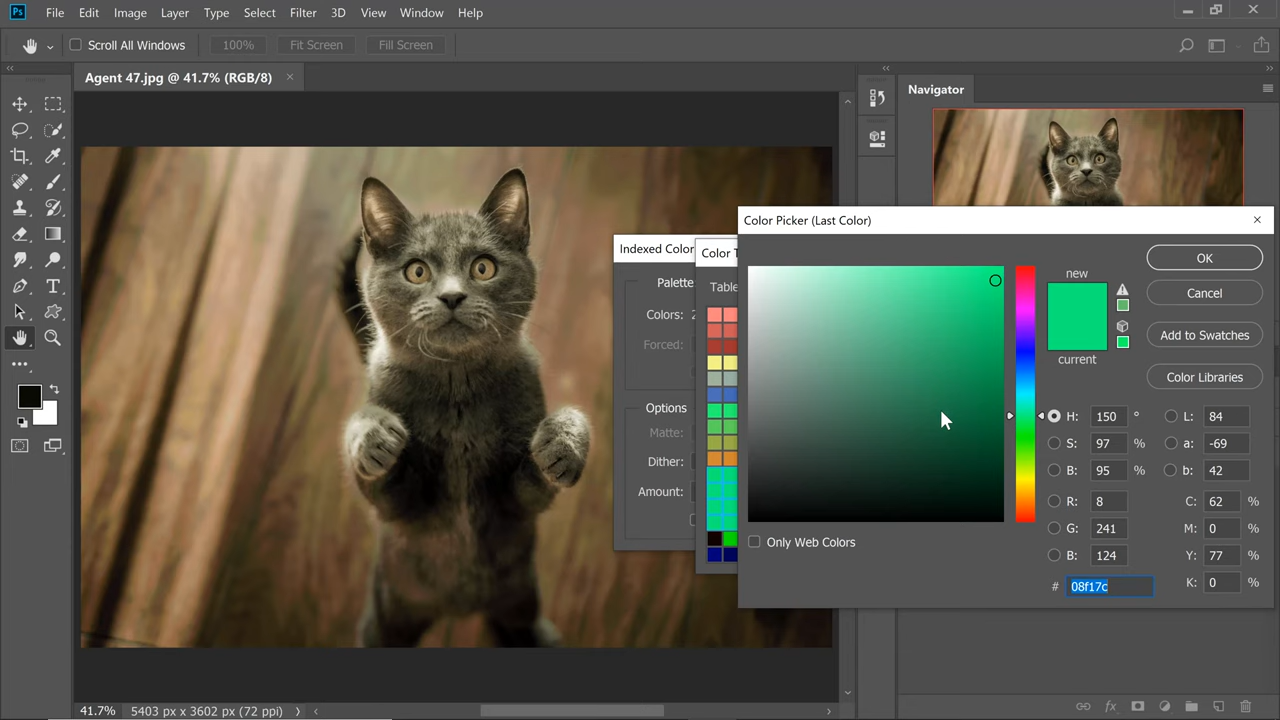 Ps File Edit Image Layer Type Select Filter 3D View Window Help
Scroll All Windows 100% Fit Screen Fill Screen
Agent 47.jpg @ 41.7% (RGB/8)
Navigator
Color Picker (Last Color)
Indexed Color
Color T
Palette
Table
Colors: 2
Forced:
Options
Matte:
Dither:
Amount:
new
current
OK
Cancel
Add to Swatches
Color Libraries
H: 150 ° L: 84
S: 97 % a: -69
B: 95 % b: 42
R: 8 C: 62 %
G: 241 M: 0 %
B: 124 Y: 77 %
# 08f17c K: 0 %
Only Web Colors
41.7% 5403 px x 3602 px (72 ppi)
fx